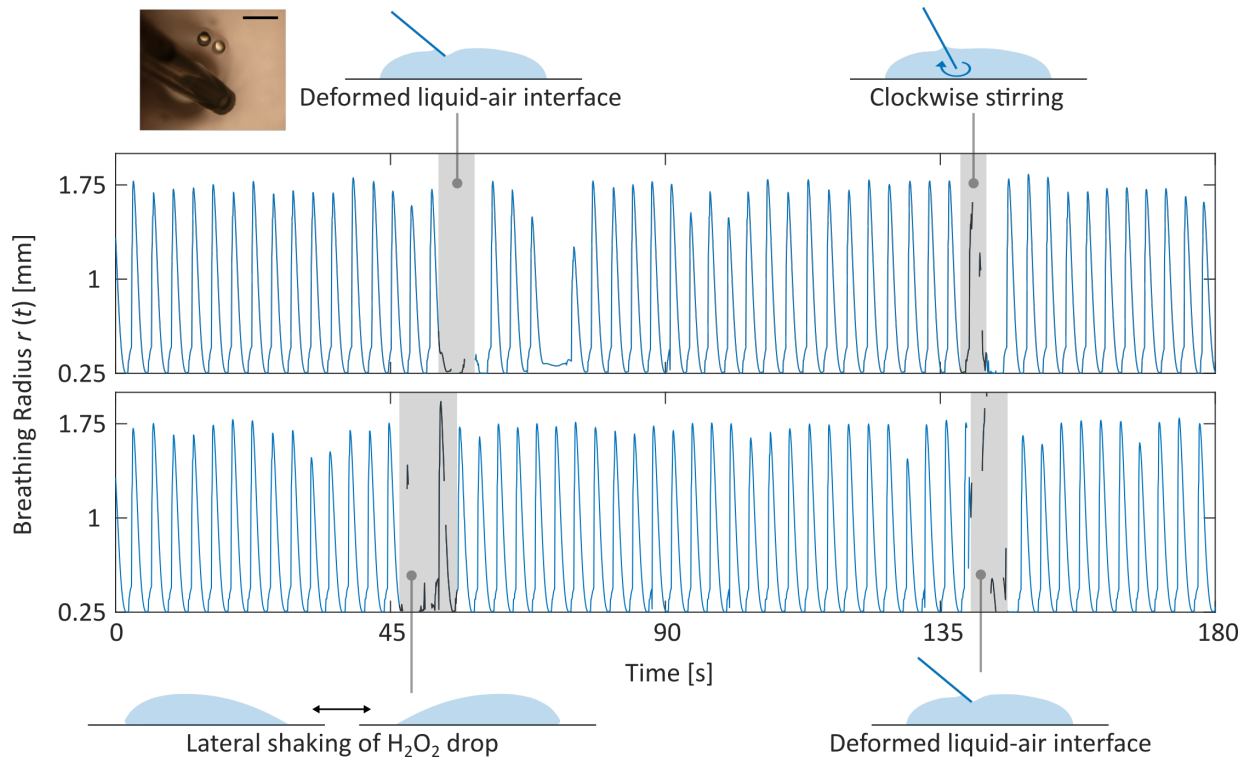 Deformed liquid-air interface
Clockwise stirring
Breathing Radius r (t) [mm]
1.75
1
0.25
1.75
1
0.25
0
45
90
135
180
Time [s]
Lateral shaking of H₂O₂ drop
Deformed liquid-air interface